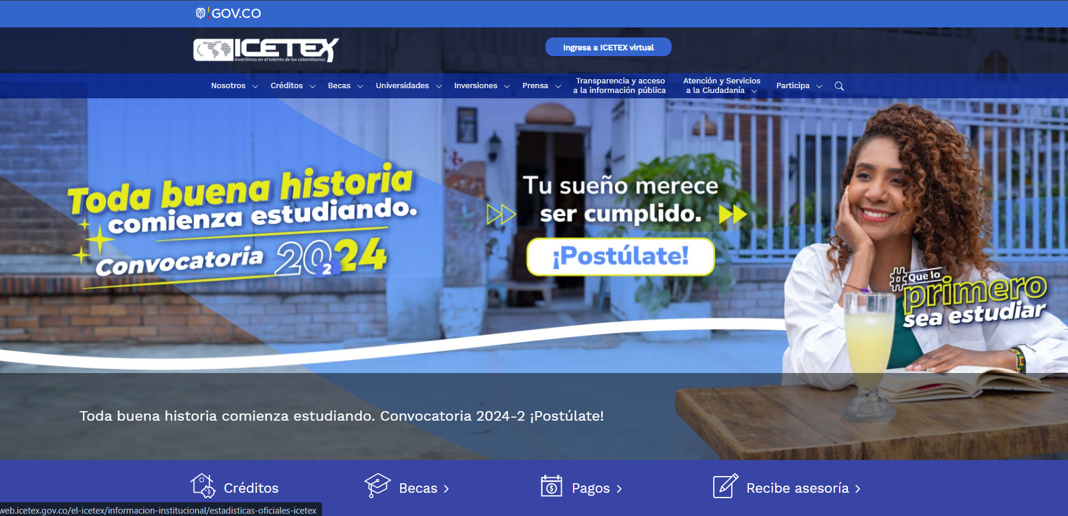 GOV.CO
ICETEX
Invertimos en el talento de los colombianos
Ingresa a ICETEX virtual
Nosotros
Créditos
Becas
Universidades
Inversiones
Prensa
Transparencia y acceso
a la información pública
Atención y Servicios
a la Ciudadanía
Participa
Toda buena historia
comienza estudiando.
Convocatoria 2024
2
Tu sueño merece
ser cumplido.
¡Postúlate!
#Que lo
primero
sea estudiar
Toda buena historia comienza estudiando. Convocatoria 2024-2 ¡Postúlate!
Créditos
Becas >
Pagos >
Recibe asesoría >
web.icetex.gov.co/el-icetex/informacion-institucional/estadisticas-oficiales-icetex